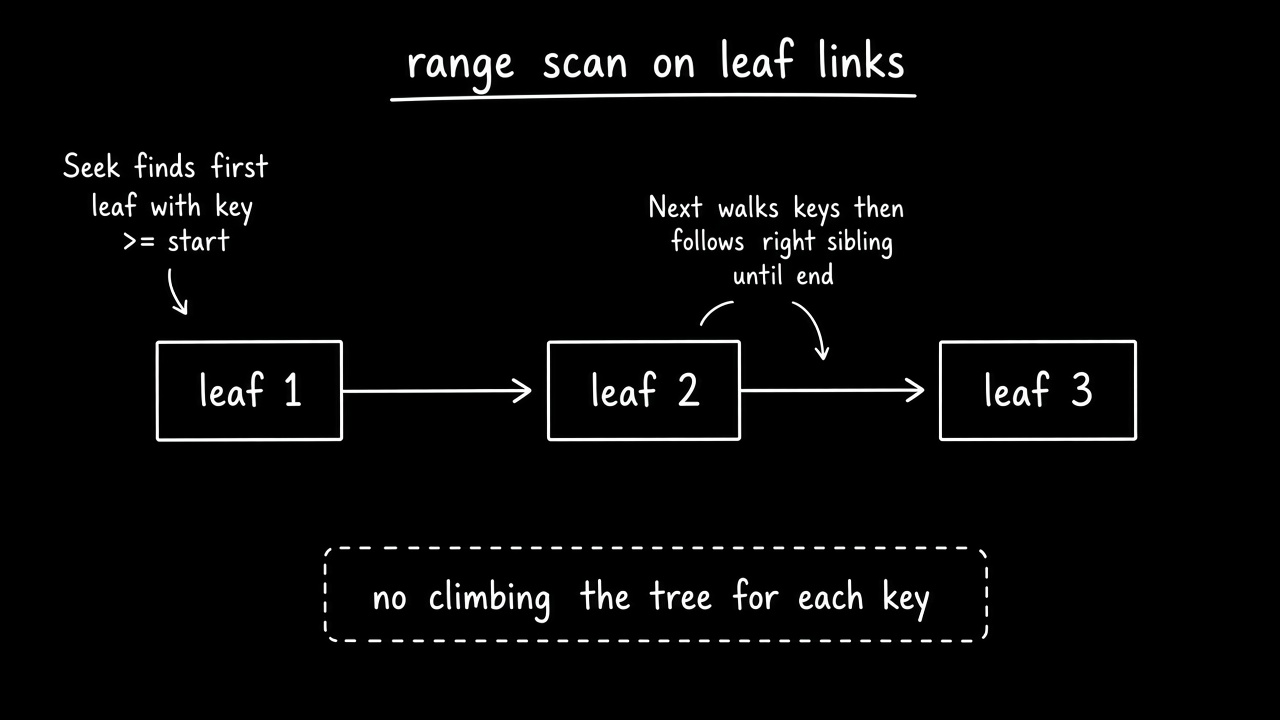 range scan on leaf links
Seek finds first
leaf with key
>= start
Next walks keys then
follows right sibling
until end
leaf 1
leaf 2
leaf 3
no climbing the tree for each key